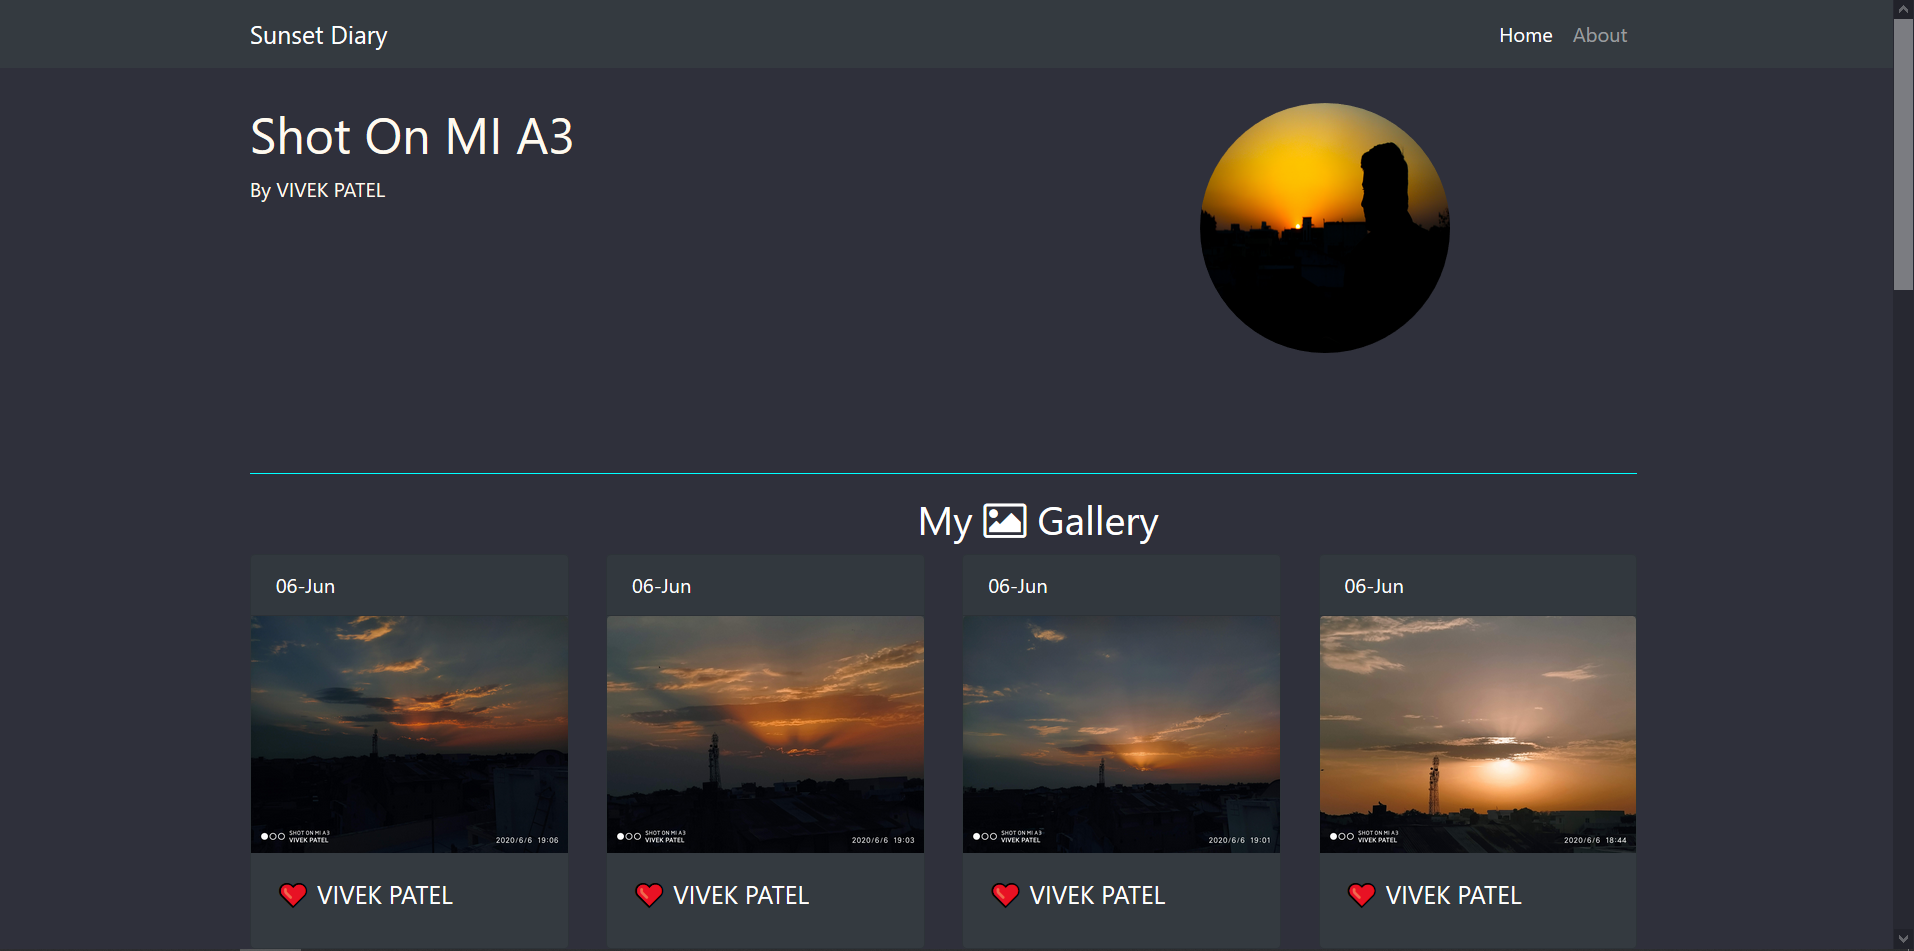 Sunset Diary
Home About
Shot On MI A3
By VIVEK PATEL
My Gallery
06-Jun
SHOT ON MI A3
VIVEK PATEL
2020/6/6 19:06
VIVEK PATEL
06-Jun
SHOT ON MI A3
VIVEK PATEL
2020/6/6 19:03
VIVEK PATEL
06-Jun
SHOT ON MI A3
VIVEK PATEL
2020/6/6 19:01
VIVEK PATEL
06-Jun
SHOT ON MI A3
VIVEK PATEL
2020/6/6 18:44
VIVEK PATEL